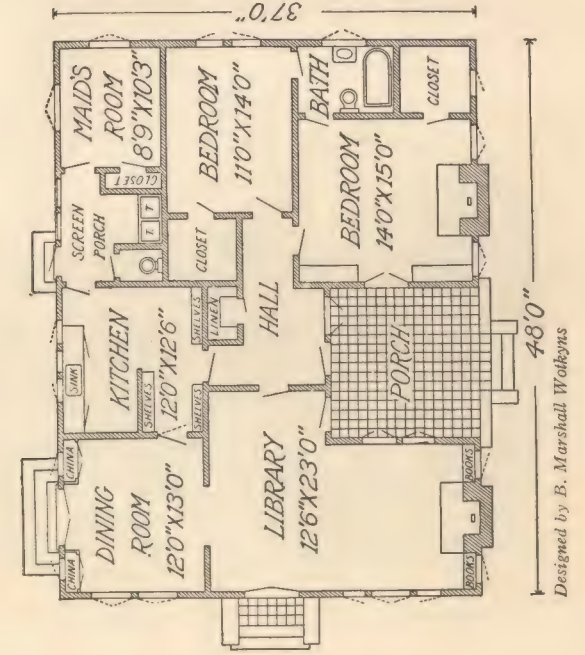 37'0"
MAID'S
ROOM
8'9"X10'3"
CLOSET
SCREEN
PORCH
T. T.
BEDROOM
11'0"X14'0"
BATH
CLOSET
CLOSET
BEDROOM
14'0"X15'0"
KITCHEN
12'0"X12'6"
SINK
SHELVES
SHELVES
SHELVES
LINEN
HALL
PORCH
CHINA
CHINA
DINING
ROOM
12'0"X13'0"
LIBRARY
12'6"X23'0"
BOOKS
BOOKS
48'0"
Designed by B. Marshall Wotkyns